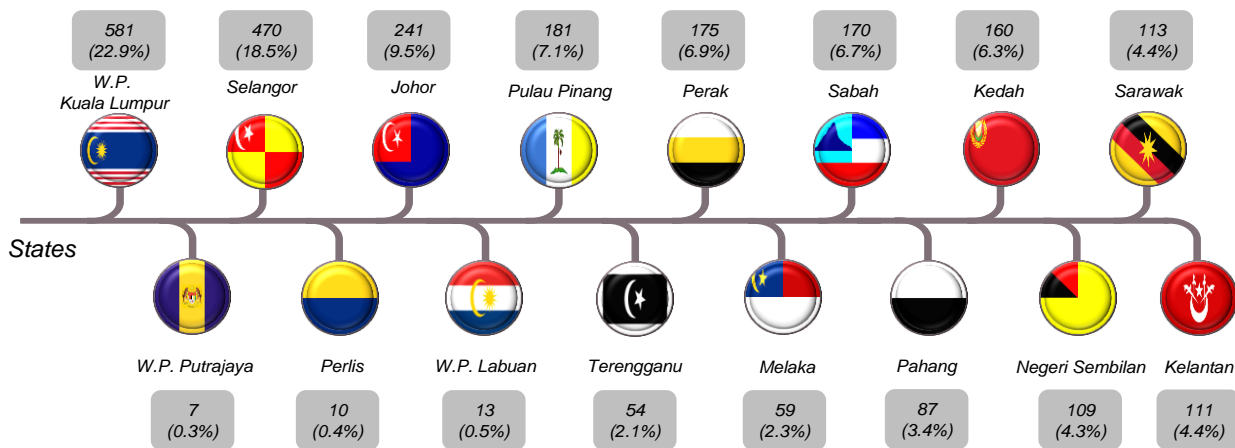 581
(22.9%)
470
(18.5%)
241
(9.5%)
181
(7.1%)
175
(6.9%)
170
(6.7%)
160
(6.3%)
113
(4.4%)
W.P.
Kuala Lumpur
Selangor
Johor
Pulau Pinang
Perak
Sabah
Kedah
Sarawak
States
W.P. Putrajaya
Perlis
W.P. Labuan
Terengganu
Melaka
Pahang
Negeri Sembilan
Kelantan
7
(0.3%)
10
(0.4%)
13
(0.5%)
54
(2.1%)
59
(2.3%)
87
(3.4%)
109
(4.3%)
111
(4.4%)